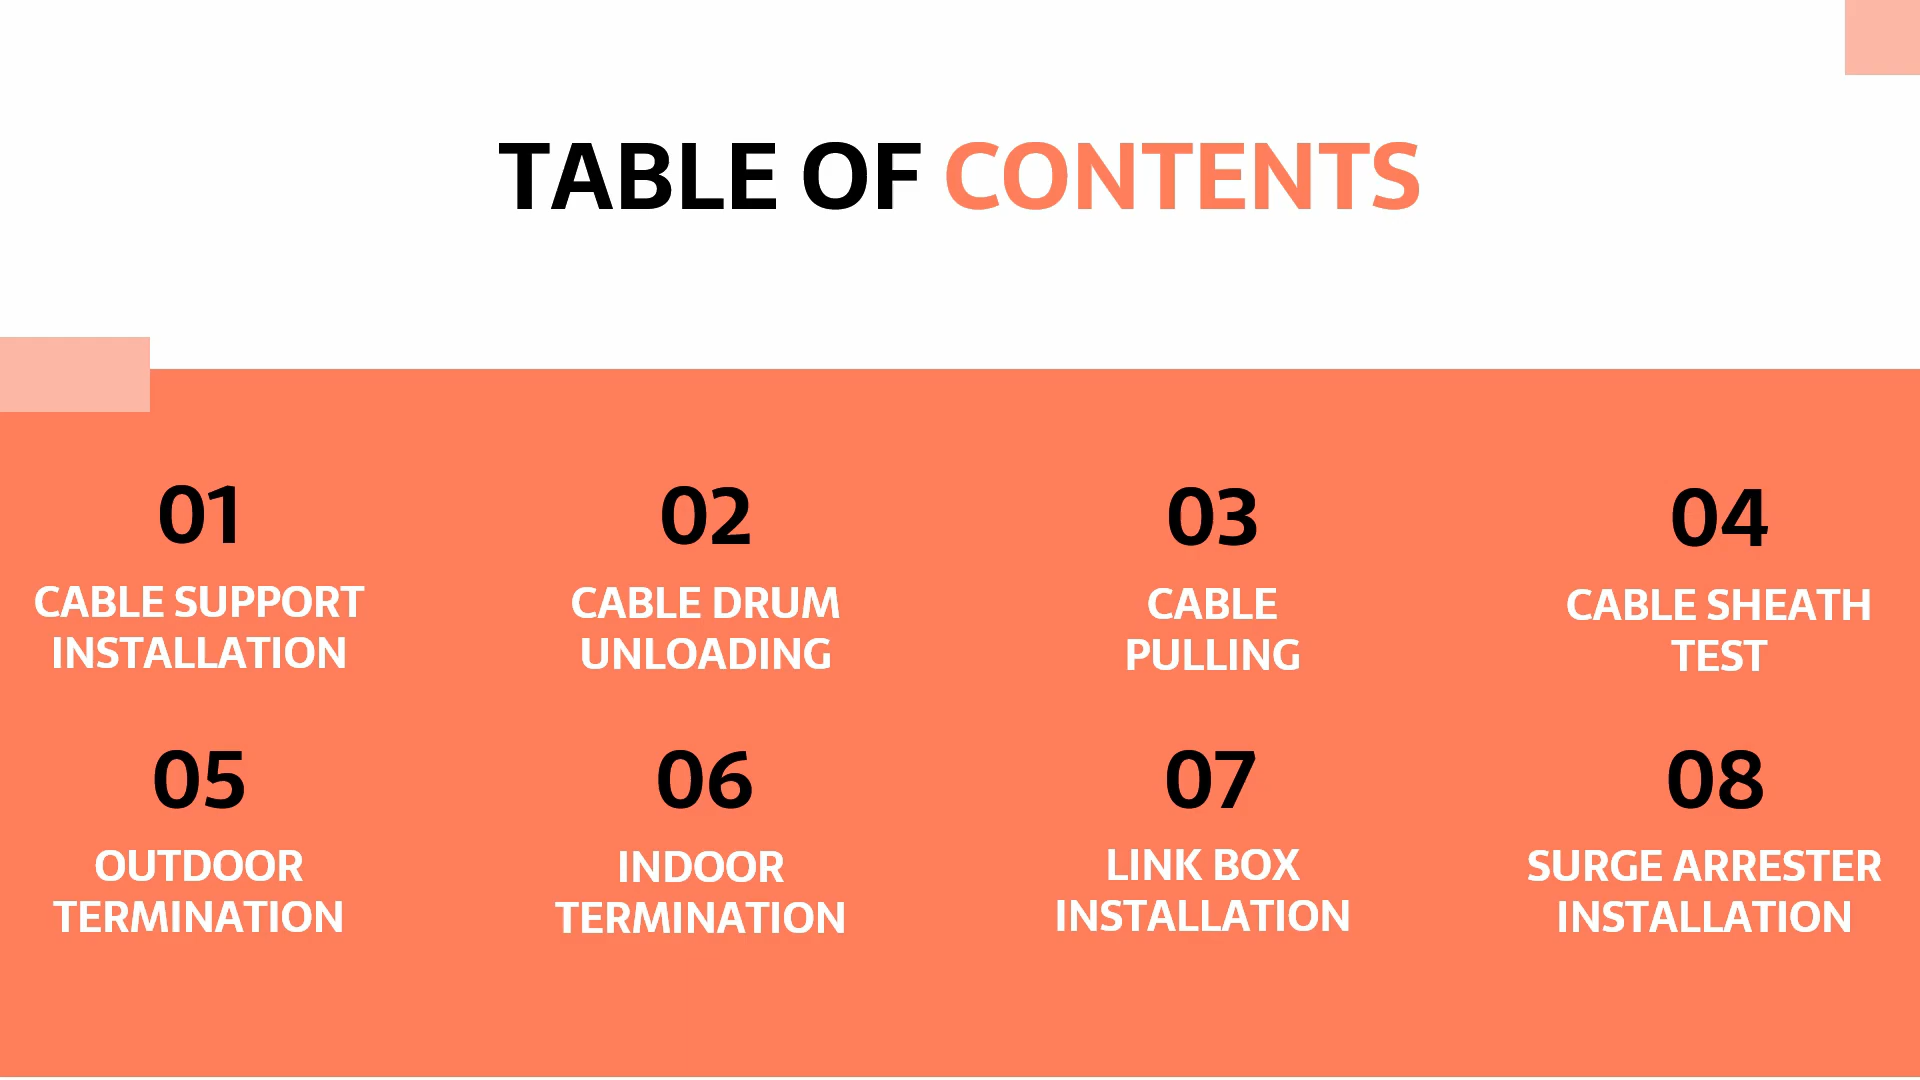 TABLE OF CONTENTS
01
CABLE SUPPORT
INSTALLATION
02
CABLE DRUM
UNLOADING
03
CABLE
PULLING
04
CABLE SHEATH
TEST
05
OUTDOOR
TERMINATION
06
INDOOR
TERMINATION
07
LINK BOX
INSTALLATION
08
SURGE ARRESTER
INSTALLATION